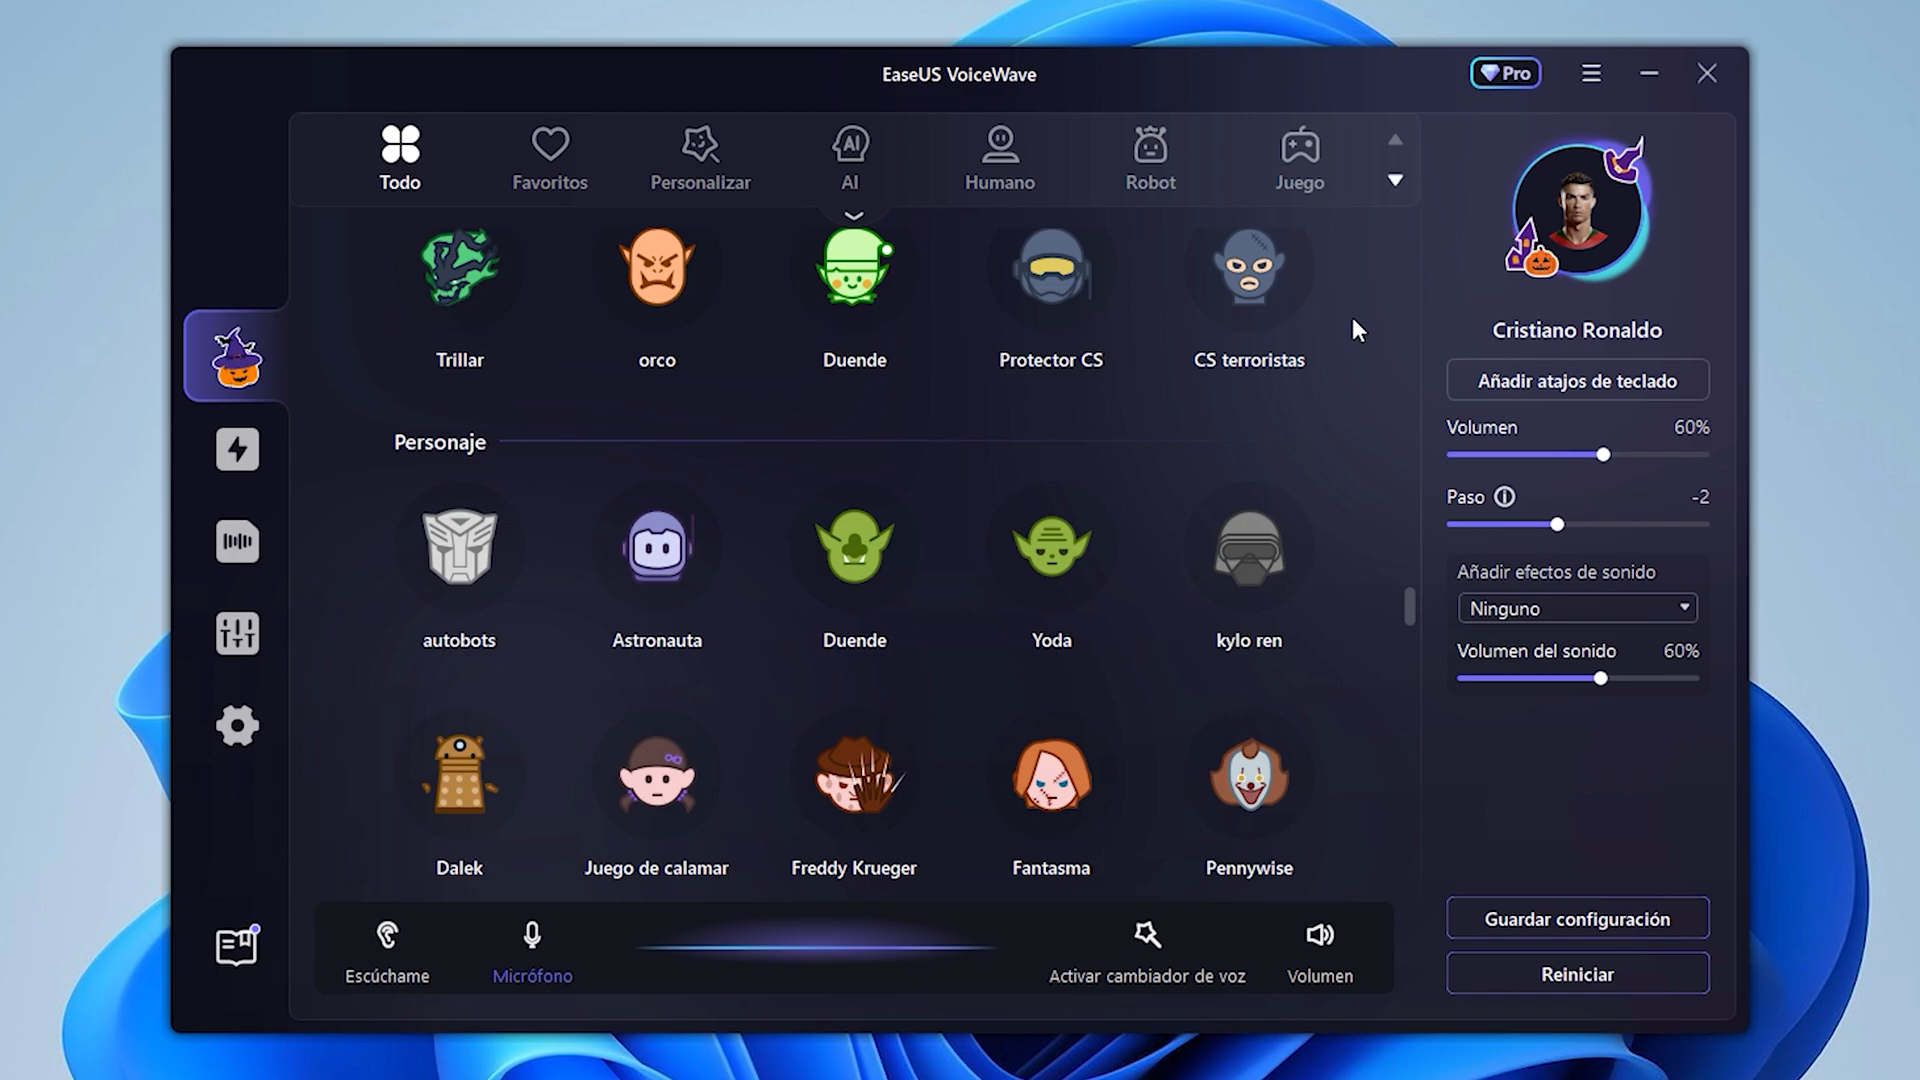 EaseUS VoiceWave
Pro
Todo
Favoritos
Personalizar
AI
AI
Humano
Robot
Juego
Trillar
orco
Duende
Protector CS
CS terroristas
Cristiano Ronaldo
Añadir atajos de teclado
Volumen 60%
Paso -2
Añadir efectos de sonido
Ninguno
Volumen del sonido 60%
Personaje
autobots
Astronauta
Duende
Yoda
kylo ren
Dalek
Juego de calamar
Freddy Krueger
Fantasma
Pennywise
Escúchame
Micrófono
Activar cambiador de voz
Volumen
Guardar configuración
Reiniciar